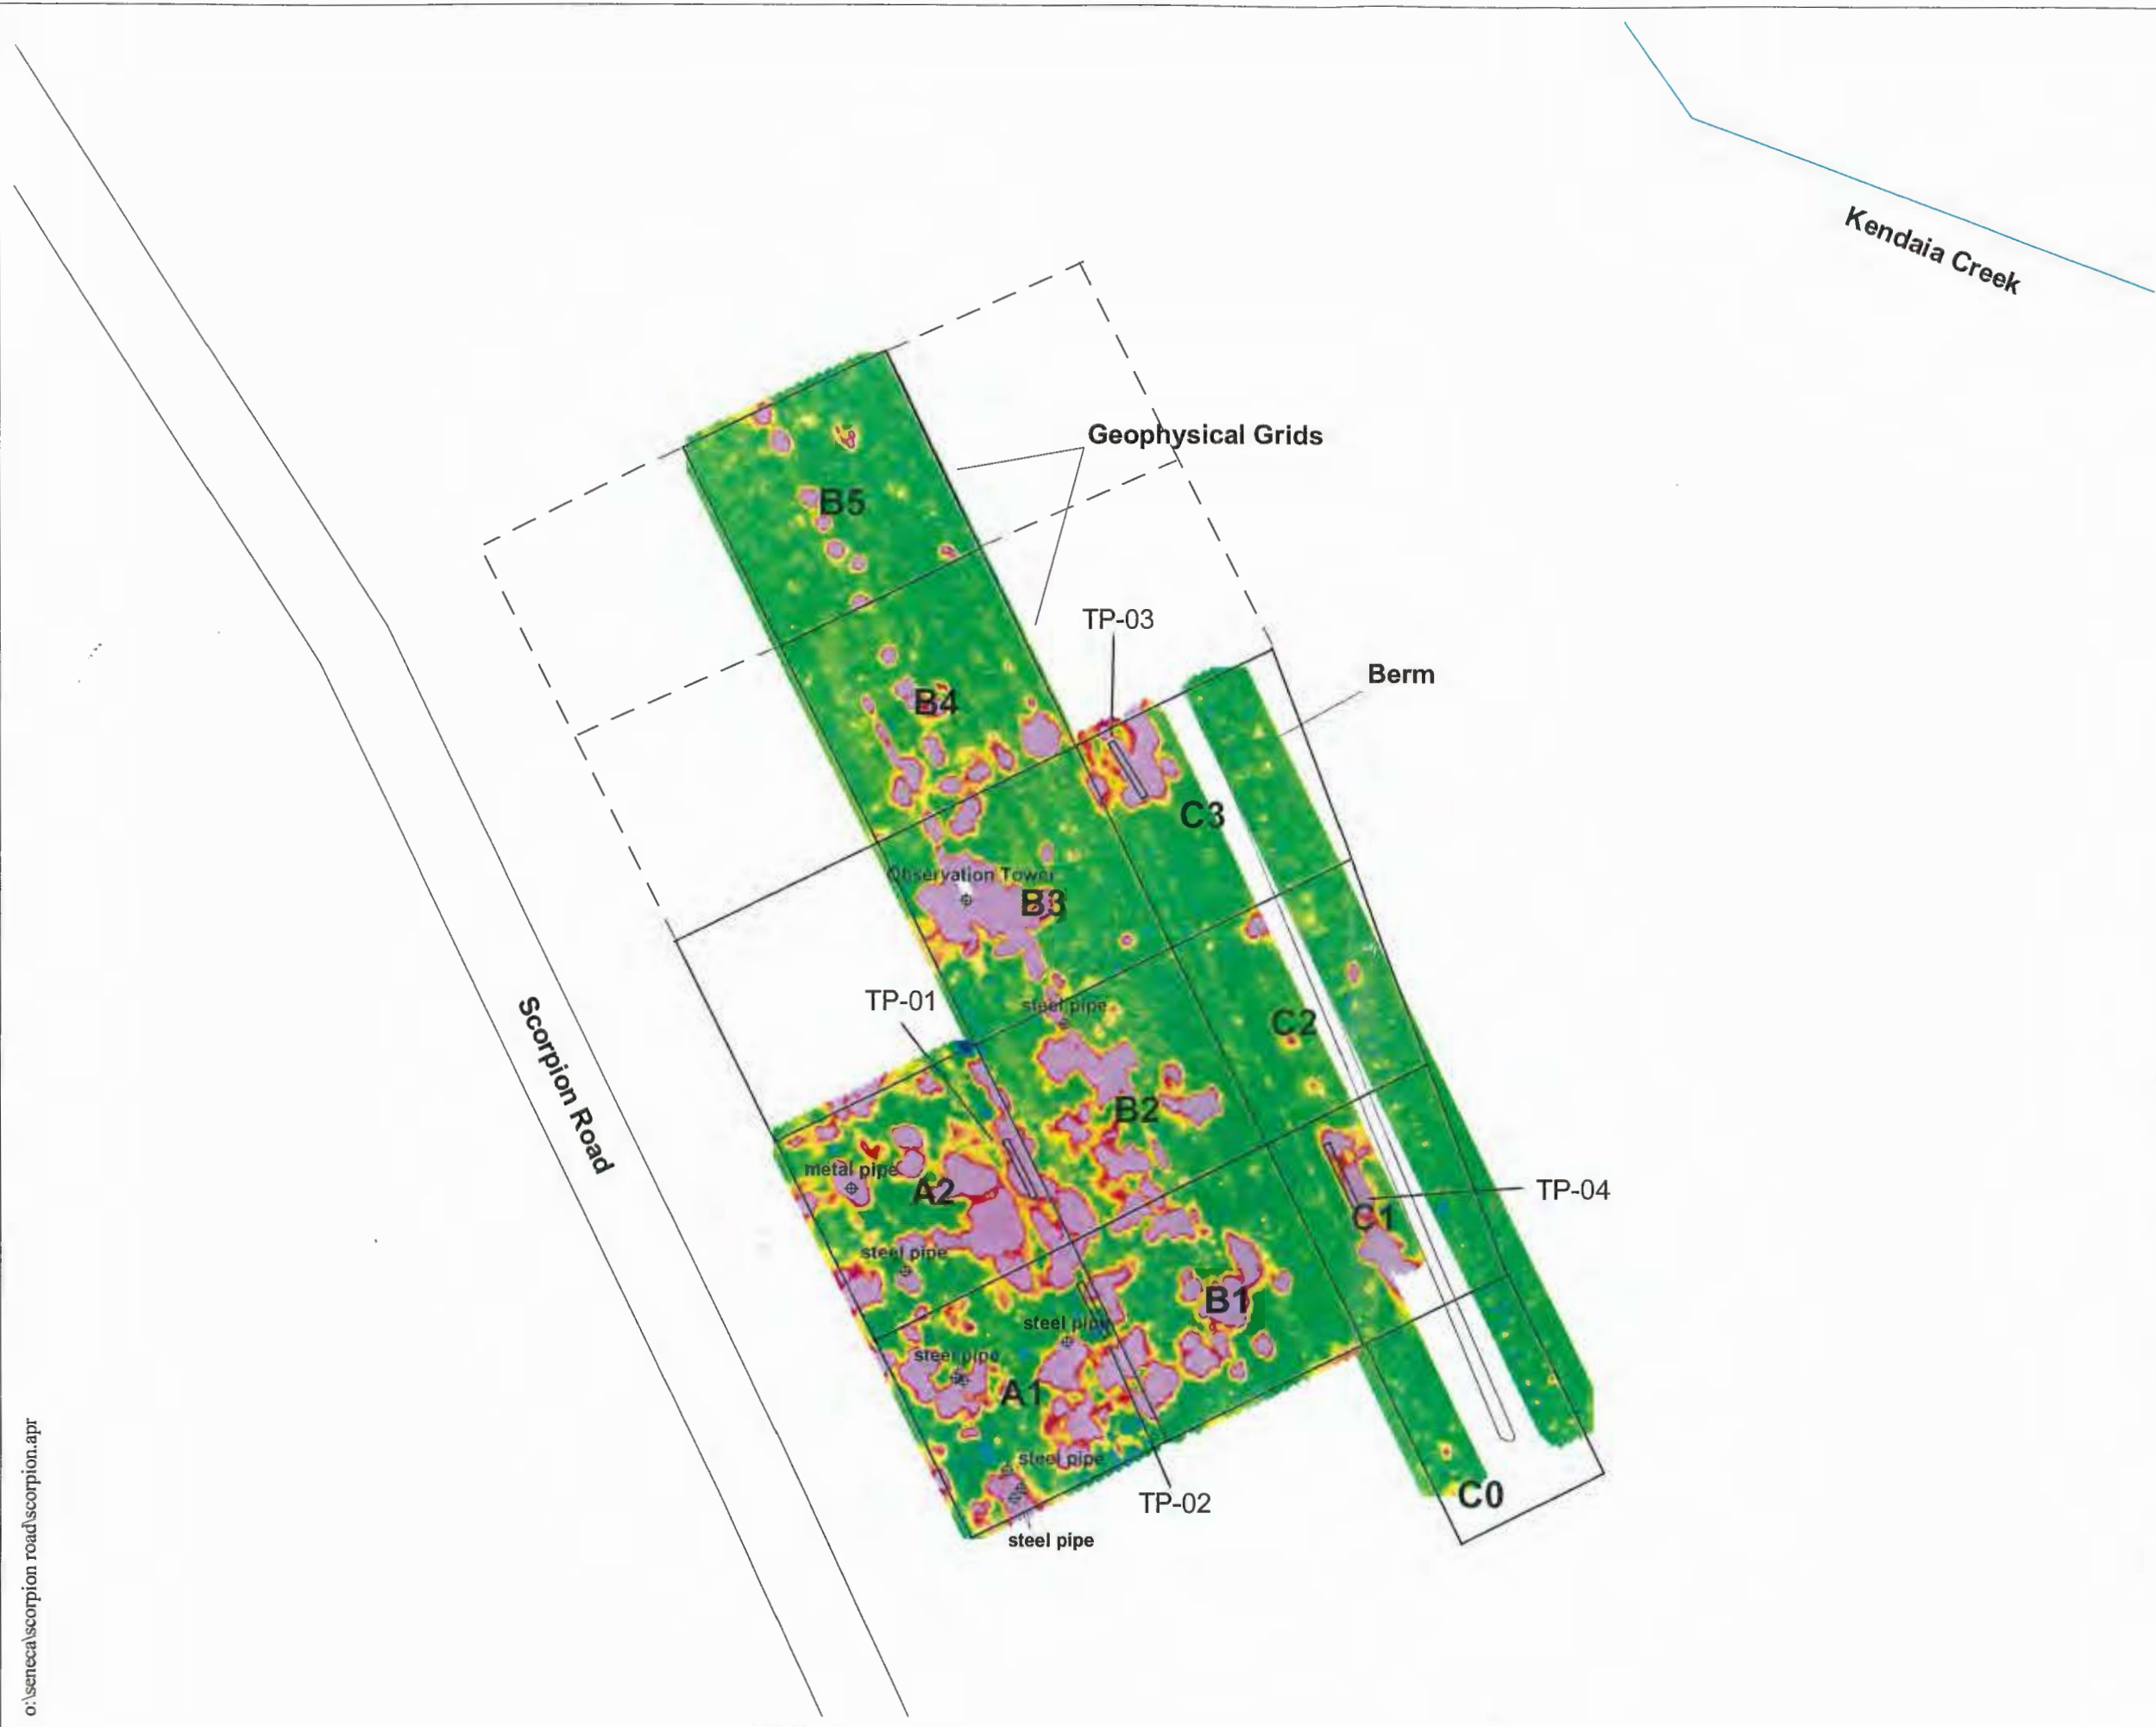 Kendaia Creek
Geophysical Grids
B5
TP-03
Berm
B4
C3
Observation Tower
B3
TP-01
steel pipe
C2
Scorpion Road
B2
metal pipe
A2
TP-04
C1
steel pipe
B1
steel pipe
steel pipe
A1
steel pipe
C0
TP-02
steel pipe
o:\seneca\scorpion road\scorpion.apr